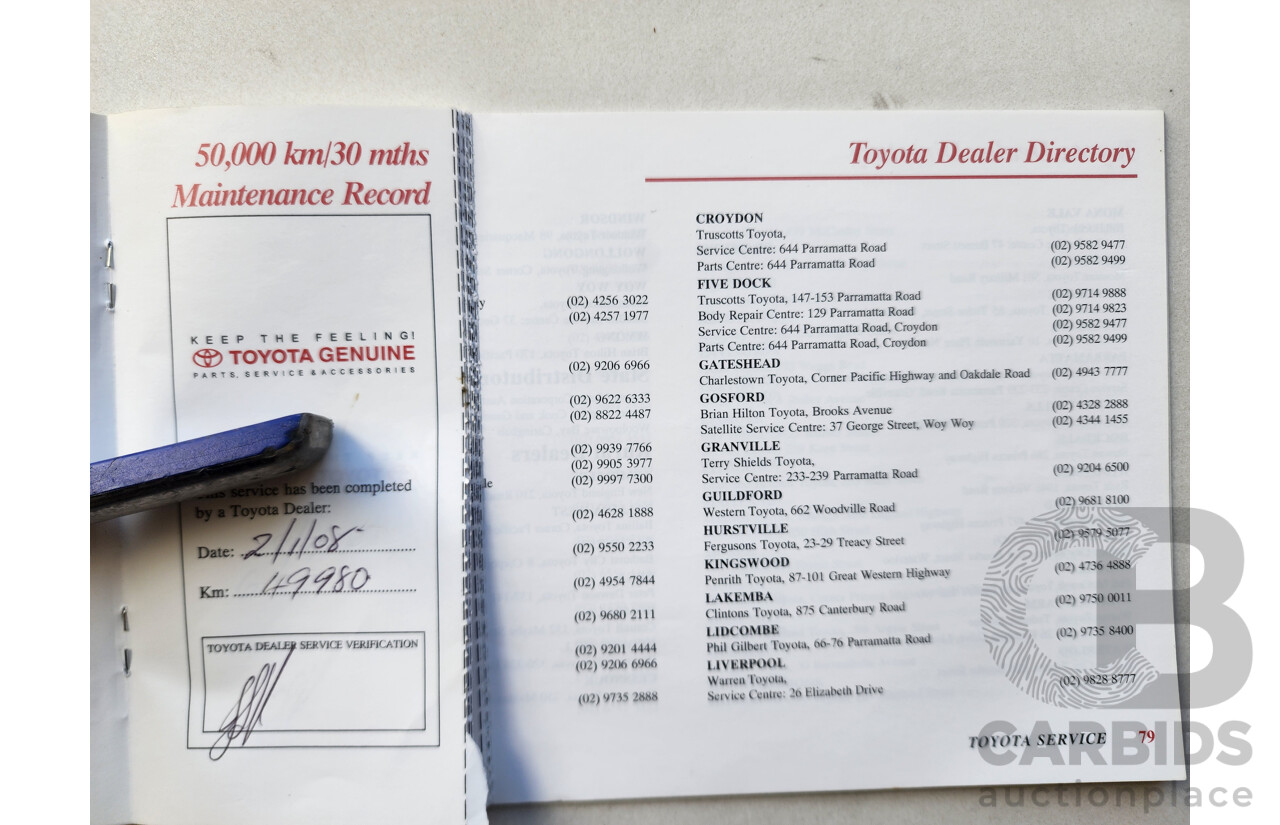 50,000 km/30 mths
Maintenance Record
KEEP THE FEELING!
TOYOTA GENUINE
PARTS, SERVICE & ACCESSORIES
This service has been completed
by a Toyota Dealer:
Date: 2/1/08
Km: 49980
TOYOTA DEALER SERVICE VERIFICATION
(02) 4256 3022
(02) 4257 1977
(02) 9206 6966
(02) 9622 6333
(02) 8822 4487
(02) 9939 7766
(02) 9905 3977
(02) 9997 7300
(02) 4628 1888
(02) 9550 2233
(02) 4954 7844
(02) 9680 2111
(02) 9201 4444
(02) 9206 6966
(02) 9735 2888
Toyota Dealer Directory
CROYDON
Truscotts Toyota,
Service Centre: 644 Parramatta Road (02) 9582 9477
Parts Centre: 644 Parramatta Road (02) 9582 9499
FIVE DOCK
Truscotts Toyota, 147-153 Parramatta Road (02) 9714 9888
Body Repair Centre: 129 Parramatta Road (02) 9714 9823
Service Centre: 644 Parramatta Road, Croydon (02) 9582 9477
Parts Centre: 644 Parramatta Road, Croydon (02) 9582 9499
GATESHEAD
Charlestown Toyota, Corner Pacific Highway and Oakdale Road (02) 4943 7777
GOSFORD
Brian Hilton Toyota, Brooks Avenue (02) 4328 2888
Satellite Service Centre: 37 George Street, Woy Woy (02) 4344 1455
GRANVILLE
Terry Shields Toyota,
Service Centre: 233-239 Parramatta Road (02) 9204 6500
GUILDFORD
Western Toyota, 662 Woodville Road (02) 9681 8100
HURSTVILLE
Fergusons Toyota, 23-29 Treacy Street (02) 9579 5077
KINGSWOOD
Penrith Toyota, 87-101 Great Western Highway (02) 4736 4888
LAKEMBA
Clintons Toyota, 875 Canterbury Road (02) 9750 0011
LIDCOMBE
Phil Gilbert Toyota, 66-76 Parramatta Road (02) 9735 8400
LIVERPOOL
Warren Toyota,
Service Centre: 26 Elizabeth Drive (02) 9828 8777
TOYOTA SERVICE 79
CARBIDS
auctionplace